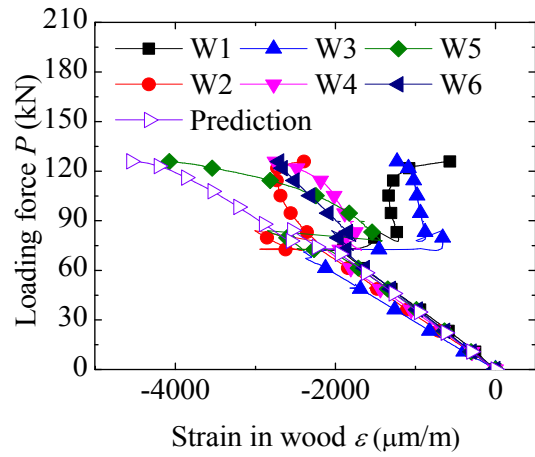 210
180
150
120
90
60
30
0
Loading force P (kN)
W1 W3 W5
W2 W4 W6
Prediction
-4000 -2000 0
Strain in wood ε (μm/m)